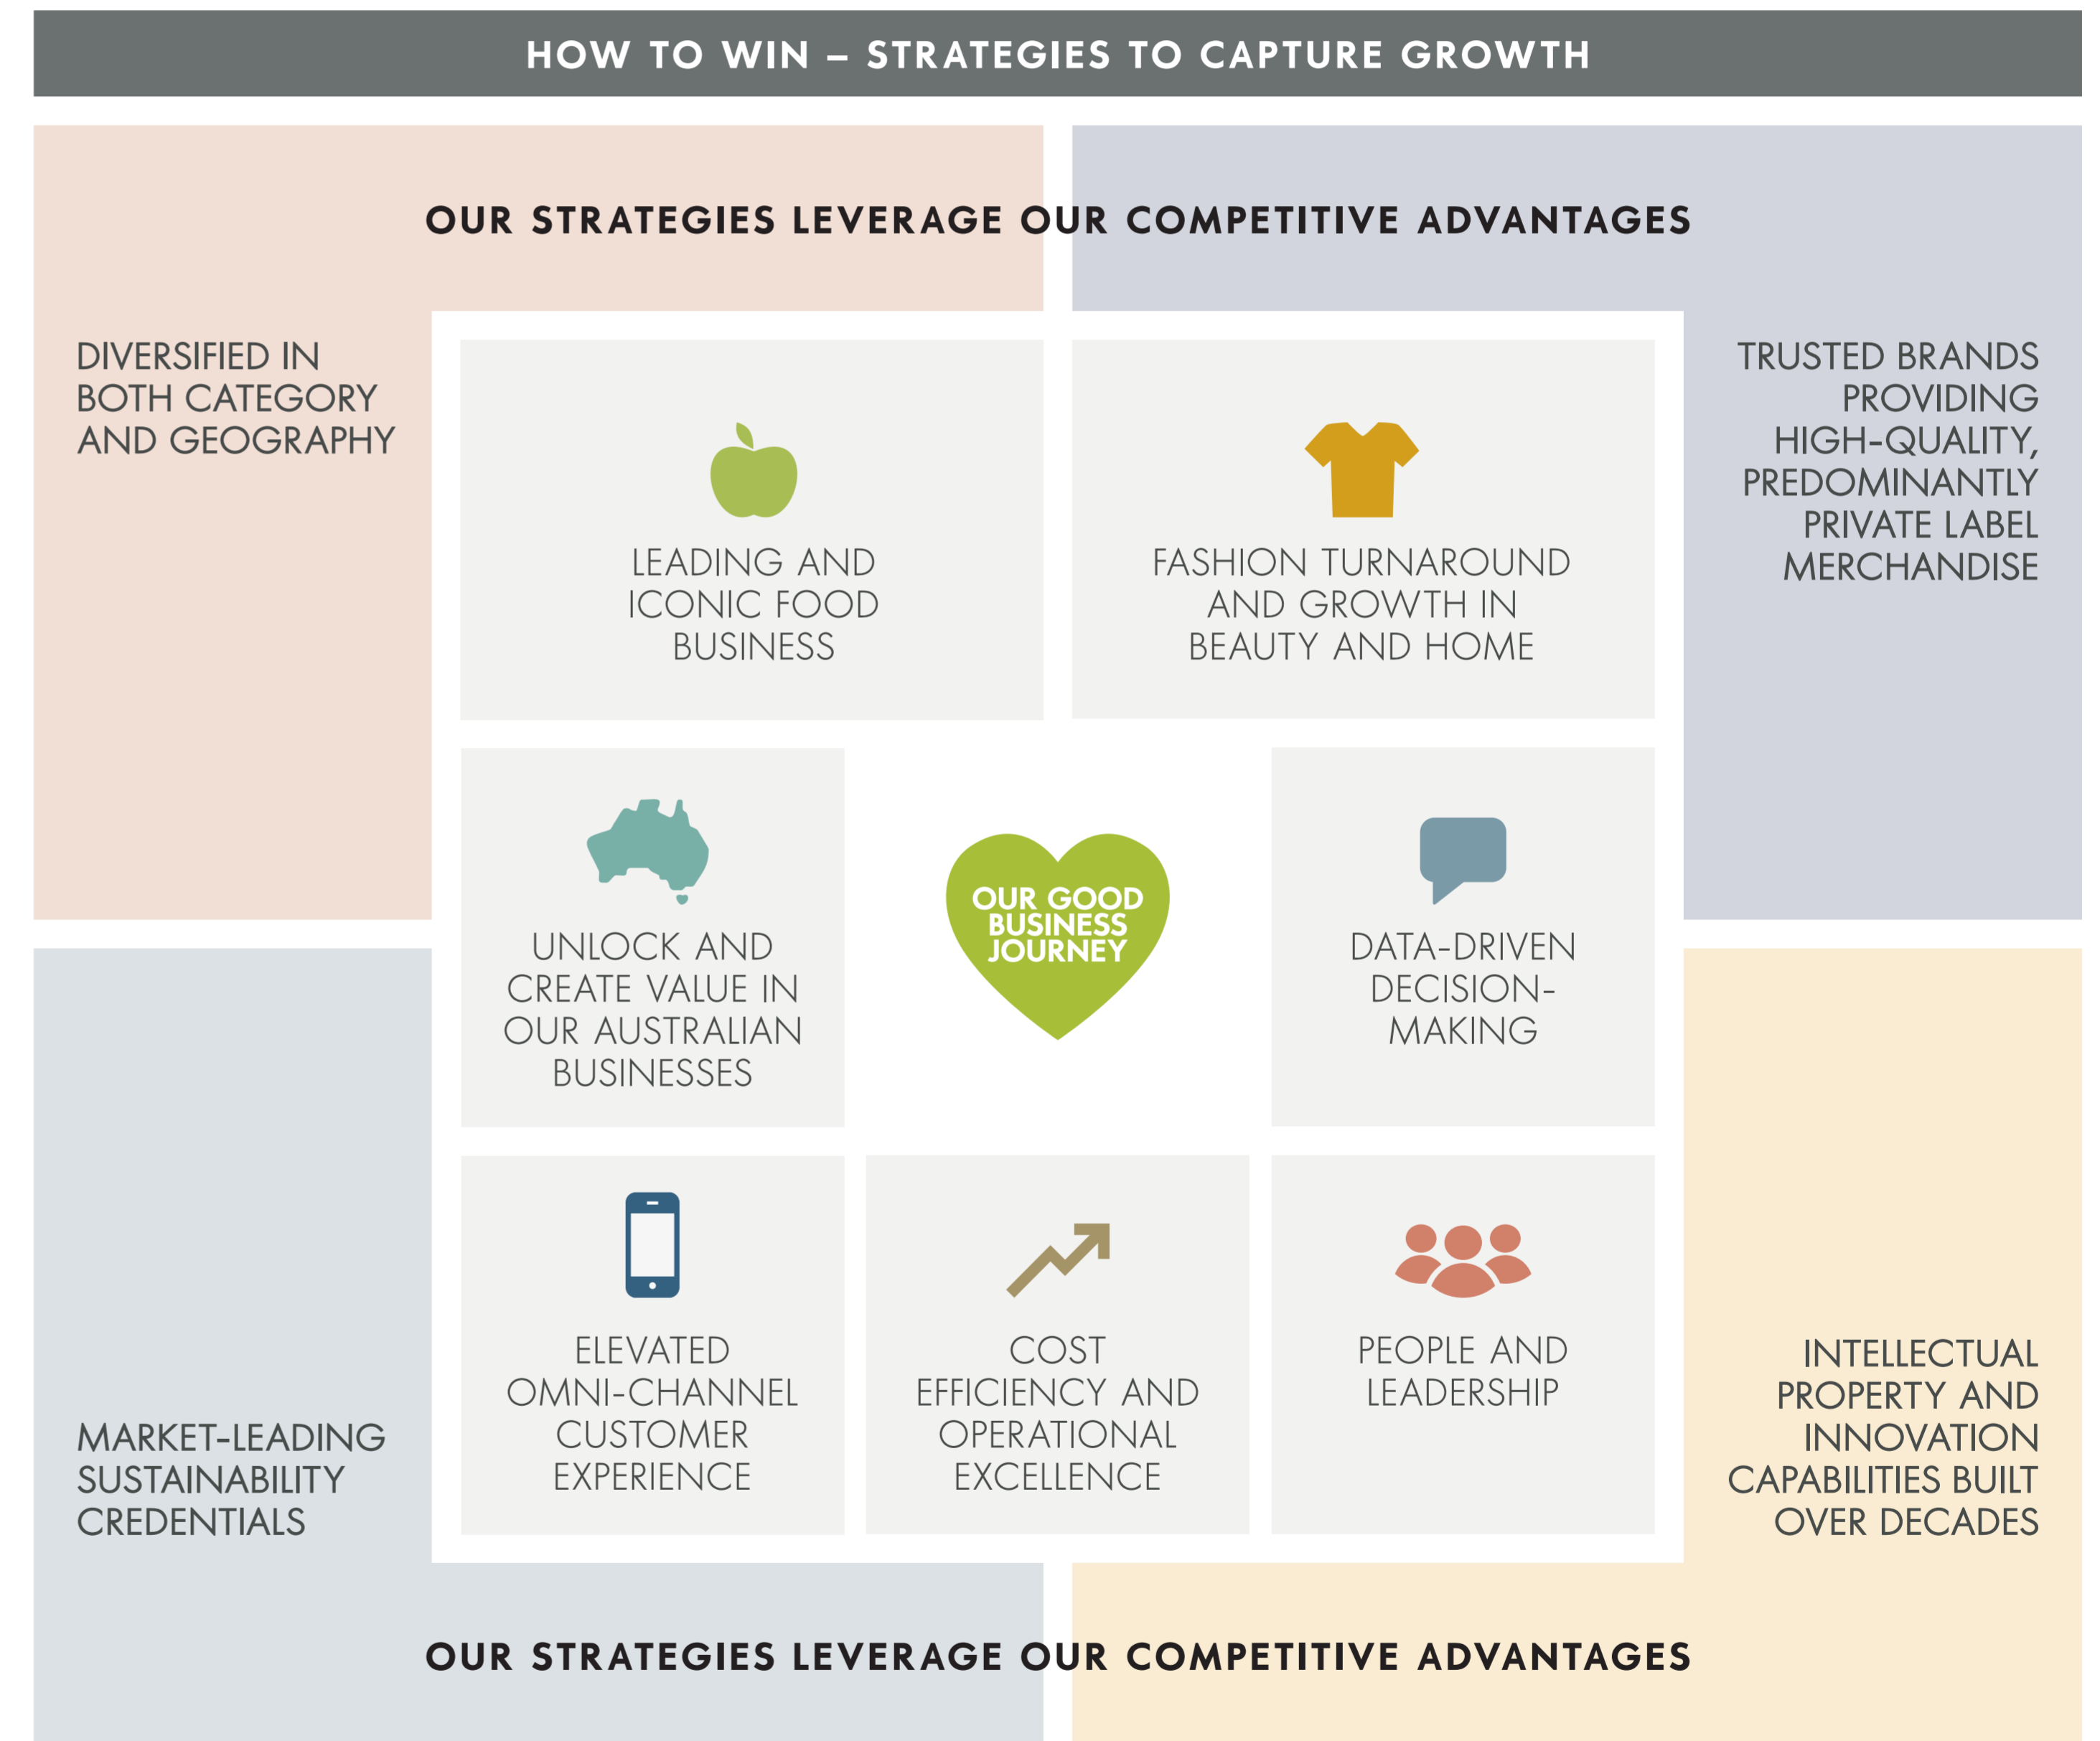 HOW TO WIN – STRATEGIES TO CAPTURE GROWTH
OUR STRATEGIES LEVERAGE OUR COMPETITIVE ADVANTAGES
DIVERSIFIED IN
BOTH CATEGORY
AND GEOGRAPHY
TRUSTED BRANDS
PROVIDING
HIGH-QUALITY,
PREDOMINANTLY
PRIVATE LABEL
MERCHANDISE
LEADING AND
ICONIC FOOD
BUSINESS
FASHION TURNAROUND
AND GROWTH IN
BEAUTY AND HOME
UNLOCK AND
CREATE VALUE IN
OUR AUSTRALIAN
BUSINESSES
OUR GOOD
BUSINESS
JOURNEY
DATA-DRIVEN
DECISION-
MAKING
ELEVATED
OMNI-CHANNEL
CUSTOMER
EXPERIENCE
COST
EFFICIENCY AND
OPERATIONAL
EXCELLENCE
PEOPLE AND
LEADERSHIP
MARKET-LEADING
SUSTAINABILITY
CREDENTIALS
INTELLECTUAL
PROPERTY AND
INNOVATION
CAPABILITIES BUILT
OVER DECADES
OUR STRATEGIES LEVERAGE OUR COMPETITIVE ADVANTAGES